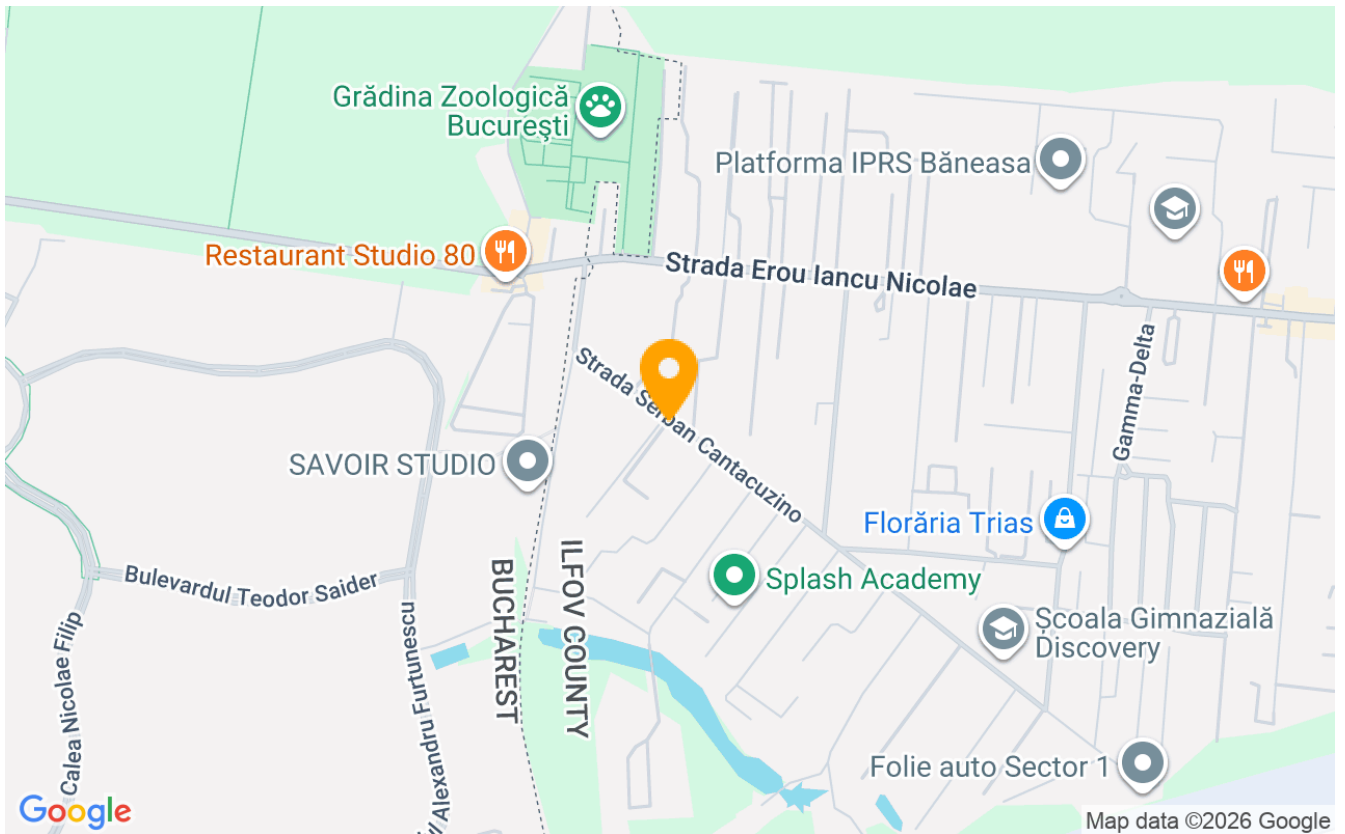 Grădina Zoologică
București
Platforma IPRS Băneasa
Restaurant Studio 80
Strada Erou Iancu Nicolae
Gamma-Delta
Strada Șerban Cantacuzino
SAVOIR STUDIO
Florăria Trias
ILFOV COUNTY
BUCHAREST
Bulevardul Teodor Saider
Splash Academy
Școala Gimnazială
Discovery
Calea Nicolae Filip
Alexandru Furtunescu
Folie auto Sector 1
Google
Map data ©2026 Google